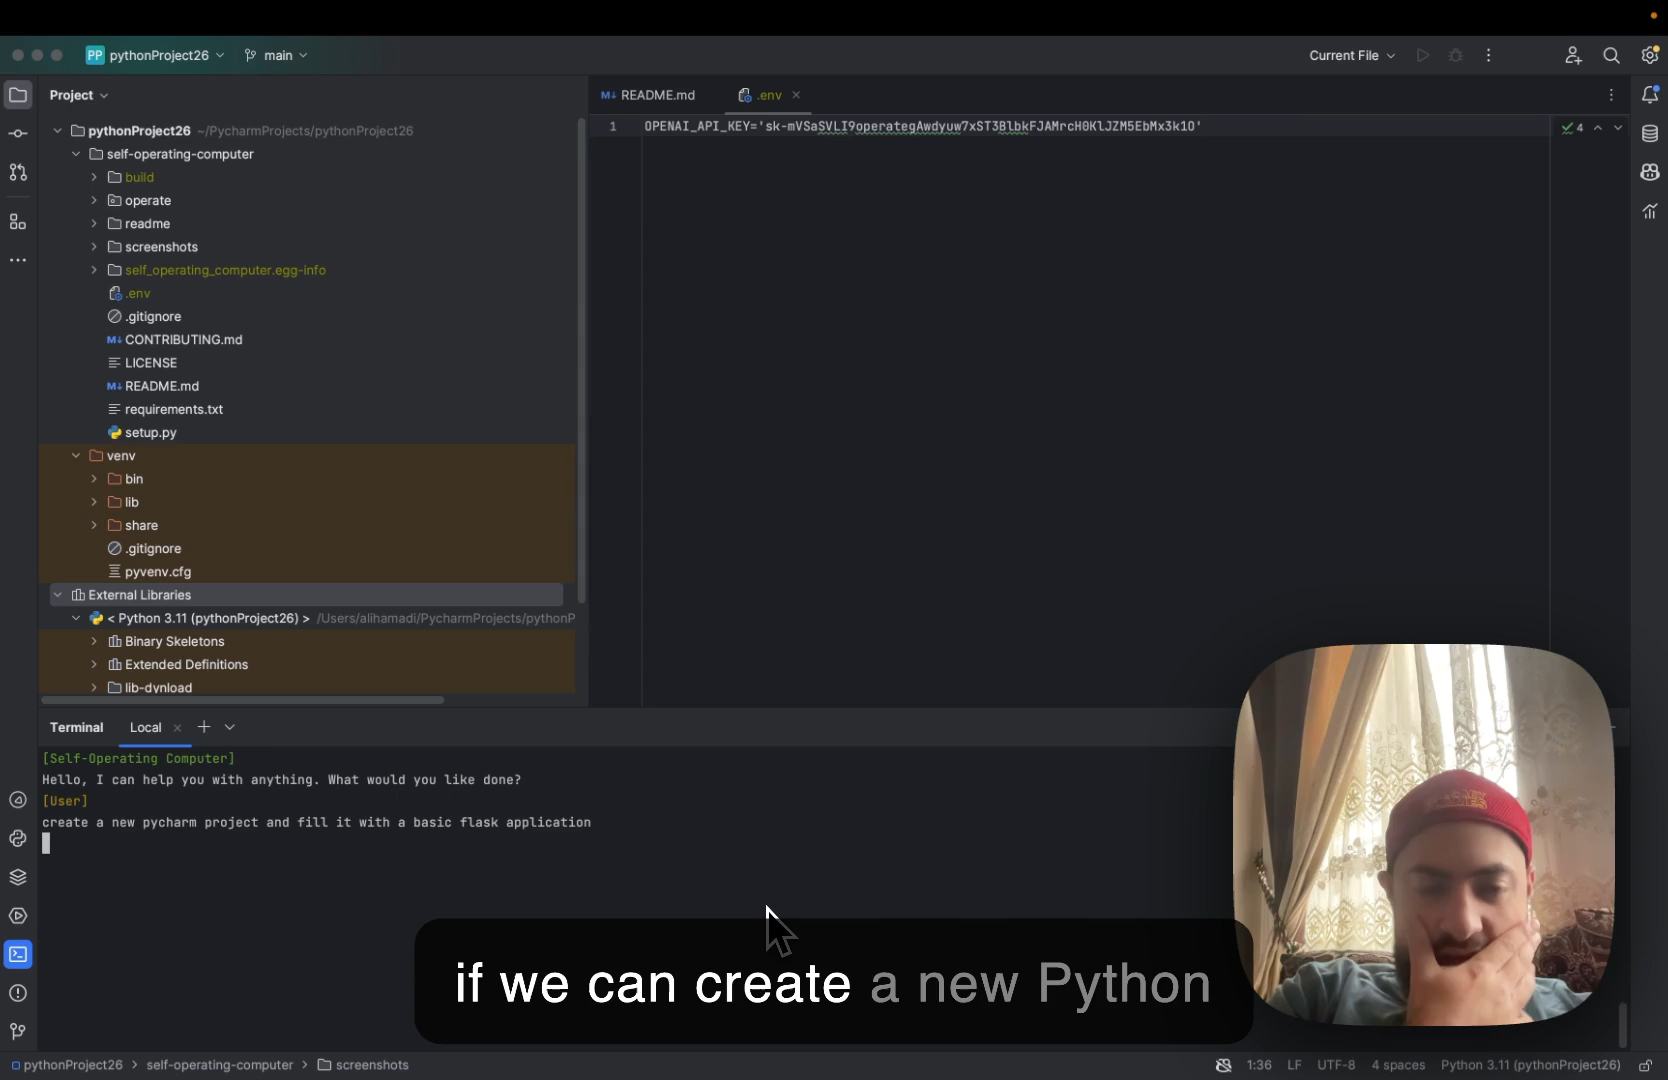 PP pythonProject26
main
Current File
Project
README.md
.env
pythonProject26 ~/PycharmProjects/pythonProject26
self-operating-computer
build
operate
readme
screenshots
self_operating_computer.egg-info
.env
.gitignore
CONTRIBUTING.md
LICENSE
README.md
requirements.txt
setup.py
venv
bin
lib
share
.gitignore
pyvenv.cfg
External Libraries
< Python 3.11 (pythonProject26) > /Users/alihamadi/PycharmProjects/pythonP
Binary Skeletons
Extended Definitions
lib-dynload
1 OPENAI_API_KEY=
4
Terminal Local
[Self-Operating Computer]
Hello, I can help you with anything. What would you like done?
[User]
create a new pycharm project and fill it with a basic flask application
if we can create a new Python
pythonProject26 > self-operating-computer > screenshots
1:36 LF UTF-8 4 spaces Python 3.11 (pythonProject26)